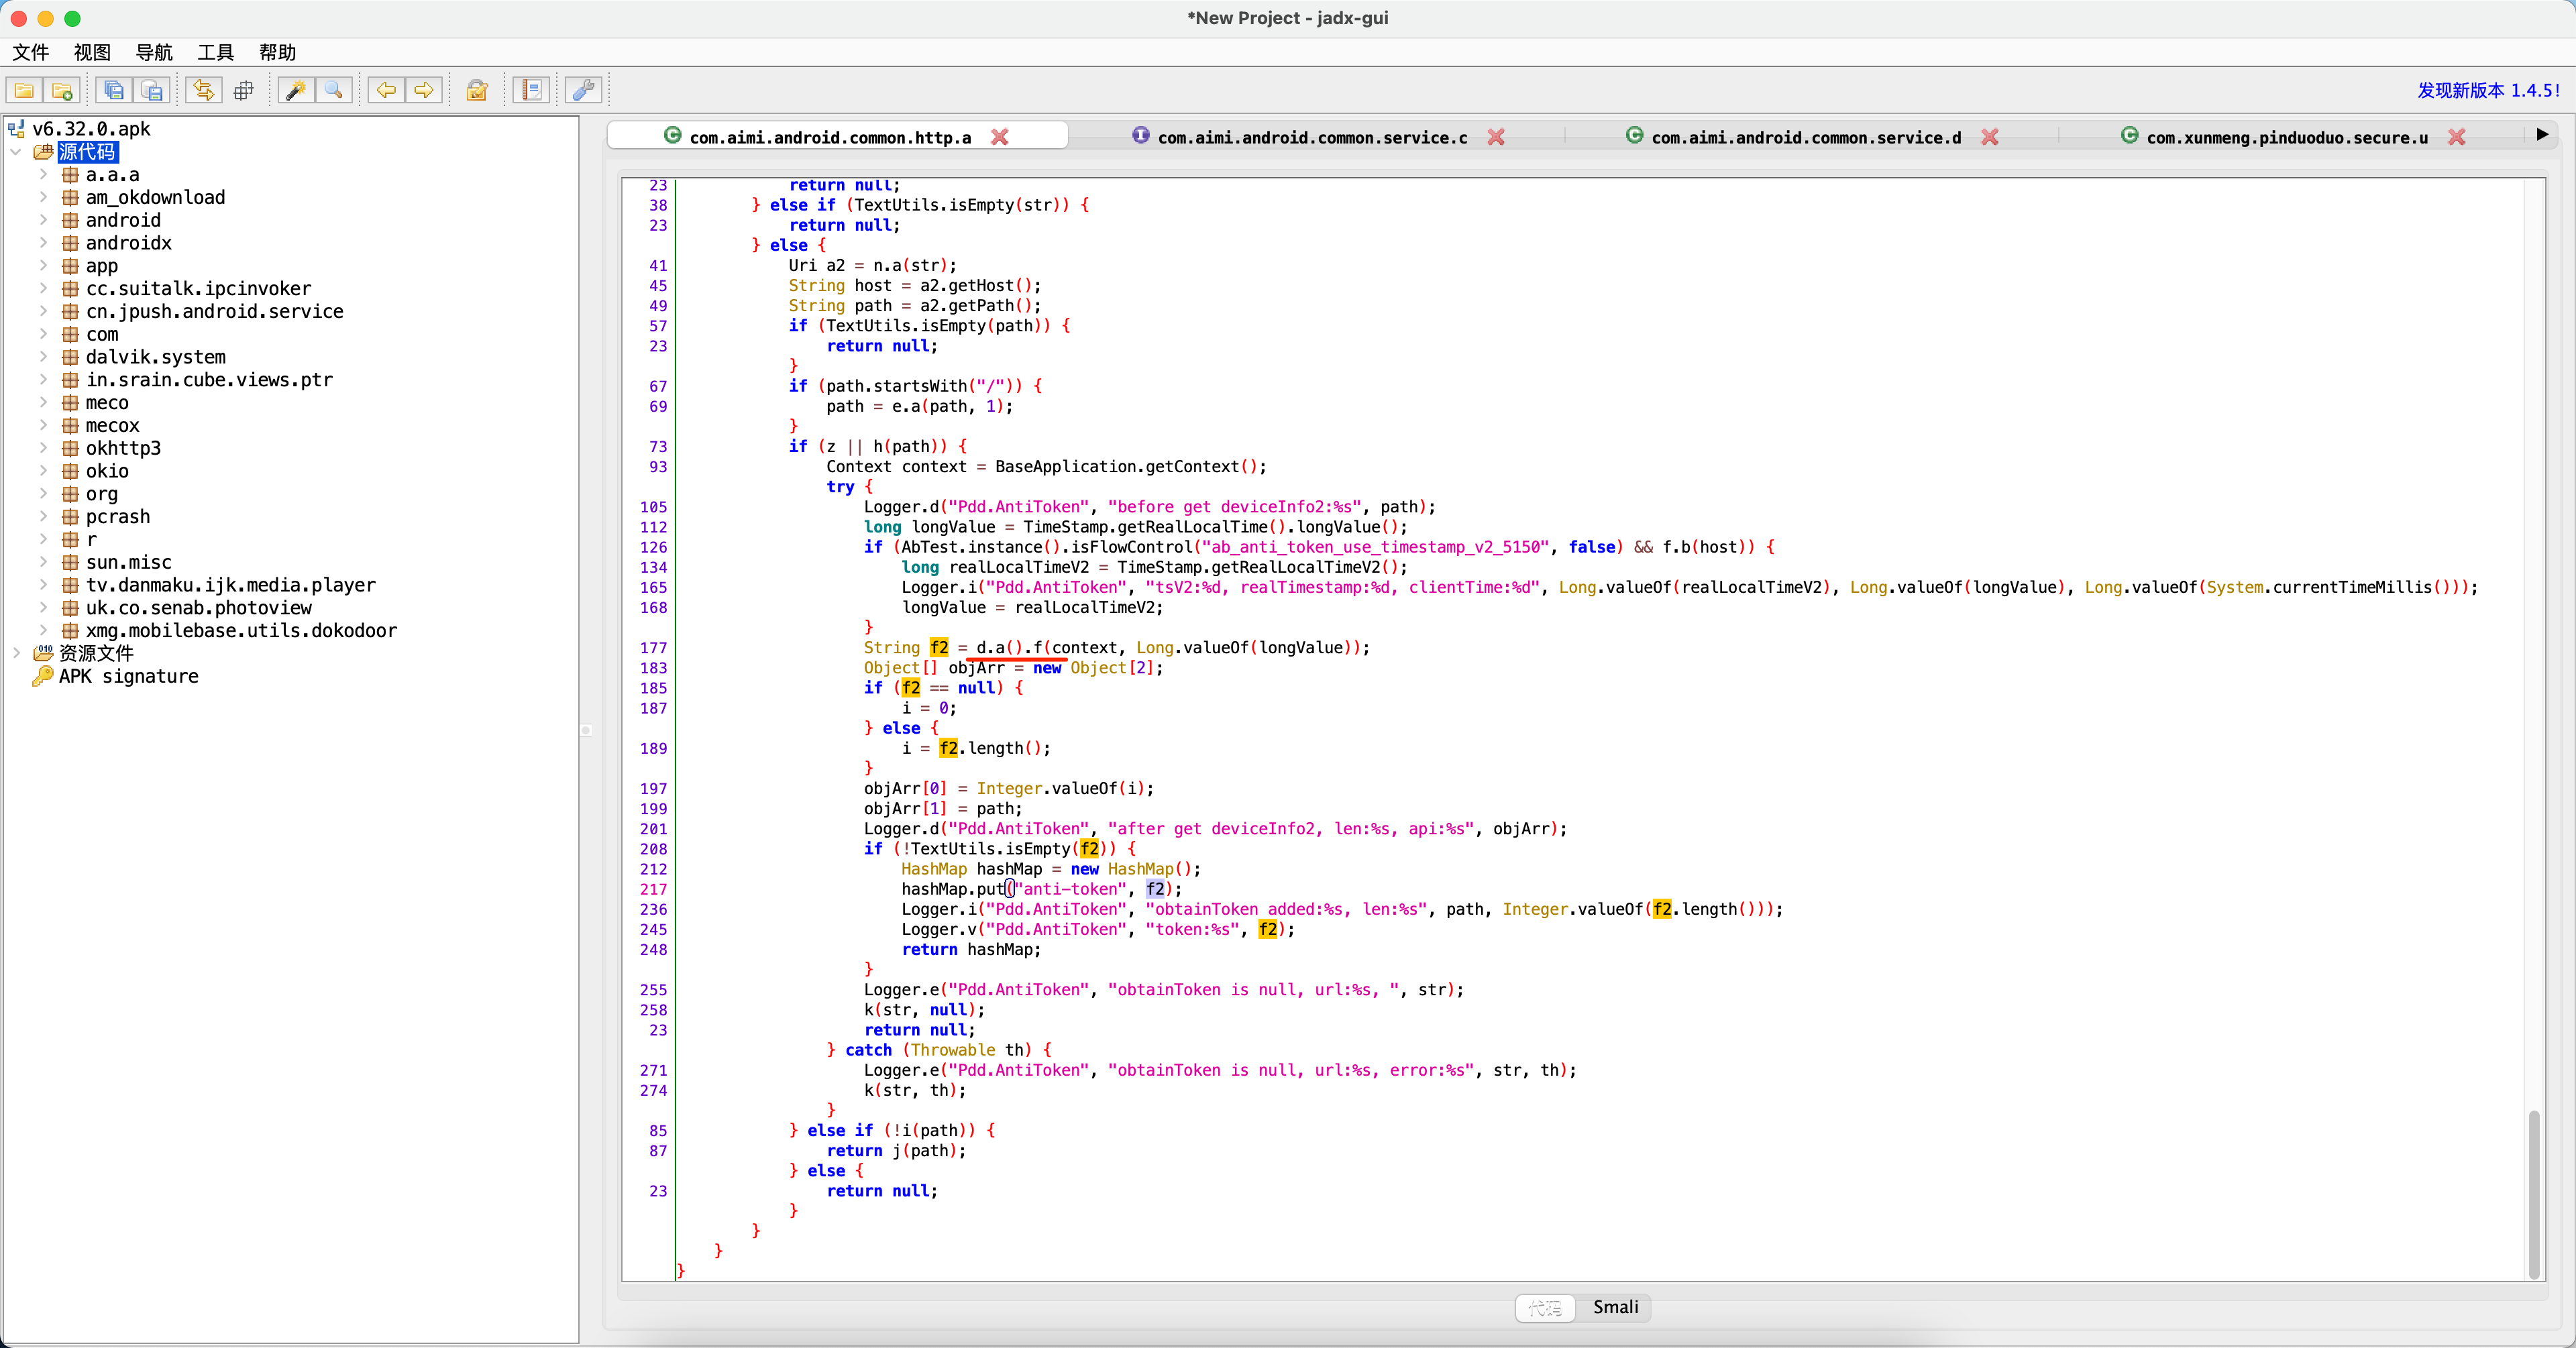 *New Project - jadx-gui
文件 视图 导航 工具 帮助
发现新版本 1.4.5!
v6.32.0.apk
源代码
a.a.a
am_okdownload
android
androidx
app
cc.suitalk.ipcinvoker
cn.jpush.android.service
com
dalvik.system
in.srain.cube.views.ptr
meco
mecox
okhttp3
okio
org
pcrash
r
sun.misc
tv.danmaku.ijk.media.player
uk.co.senab.photoview
xmg.mobilebase.utils.dokodoor
资源文件
APK signature
com.aimi.android.common.http.a com.aimi.android.common.service.c com.aimi.android.common.service.d com.xunmeng.pinduoduo.secure.u
23 return null;
38 } else if (TextUtils.isEmpty(str)) {
23 return null;
} else {
41 Uri a2 = n.a(str);
45 String host = a2.getHost();
49 String path = a2.getPath();
57 if (TextUtils.isEmpty(path)) {
23 return null;
}
67 if (path.startsWith("/")) {
69 path = e.a(path, 1);
}
73 if (z || h(path)) {
93 Context context = BaseApplication.getContext();
try {
105 Logger.d("Pdd.AntiToken", "before get deviceInfo2:%s", path);
112 long longValue = TimeStamp.getRealLocalTime().longValue();
126 if (AbTest.instance().isFlowControl("ab_anti_token_use_timestamp_v2_5150", false) && f.b(host)) {
134 long realLocalTimeV2 = TimeStamp.getRealLocalTimeV2();
165 Logger.i("Pdd.AntiToken", "tsV2:%d, realTimestamp:%d, clientTime:%d", Long.valueOf(realLocalTimeV2), Long.valueOf(longValue), Long.valueOf(System.currentTimeMillis()));
168 longValue = realLocalTimeV2;
}
177 String f2 = d.a().f(context, Long.valueOf(longValue));
183 Object[] objArr = new Object[2];
185 if (f2 == null) {
187 i = 0;
} else {
189 i = f2.length();
}
197 objArr[0] = Integer.valueOf(i);
199 objArr[1] = path;
201 Logger.d("Pdd.AntiToken", "after get deviceInfo2, len:%s, api:%s", objArr);
208 if (!TextUtils.isEmpty(f2)) {
212 HashMap hashMap = new HashMap();
217 hashMap.put("anti-token", f2);
236 Logger.i("Pdd.AntiToken", "obtainToken added:%s, len:%s", path, Integer.valueOf(f2.length()));
245 Logger.v("Pdd.AntiToken", "token:%s", f2);
248 return hashMap;
}
255 Logger.e("Pdd.AntiToken", "obtainToken is null, url:%s, ", str);
258 k(str, null);
23 return null;
} catch (Throwable th) {
271 Logger.e("Pdd.AntiToken", "obtainToken is null, url:%s, error:%s", str, th);
274 k(str, th);
}
85 } else if (!i(path)) {
87 return j(path);
} else {
23 return null;
}
}
}
}
代码 Smali